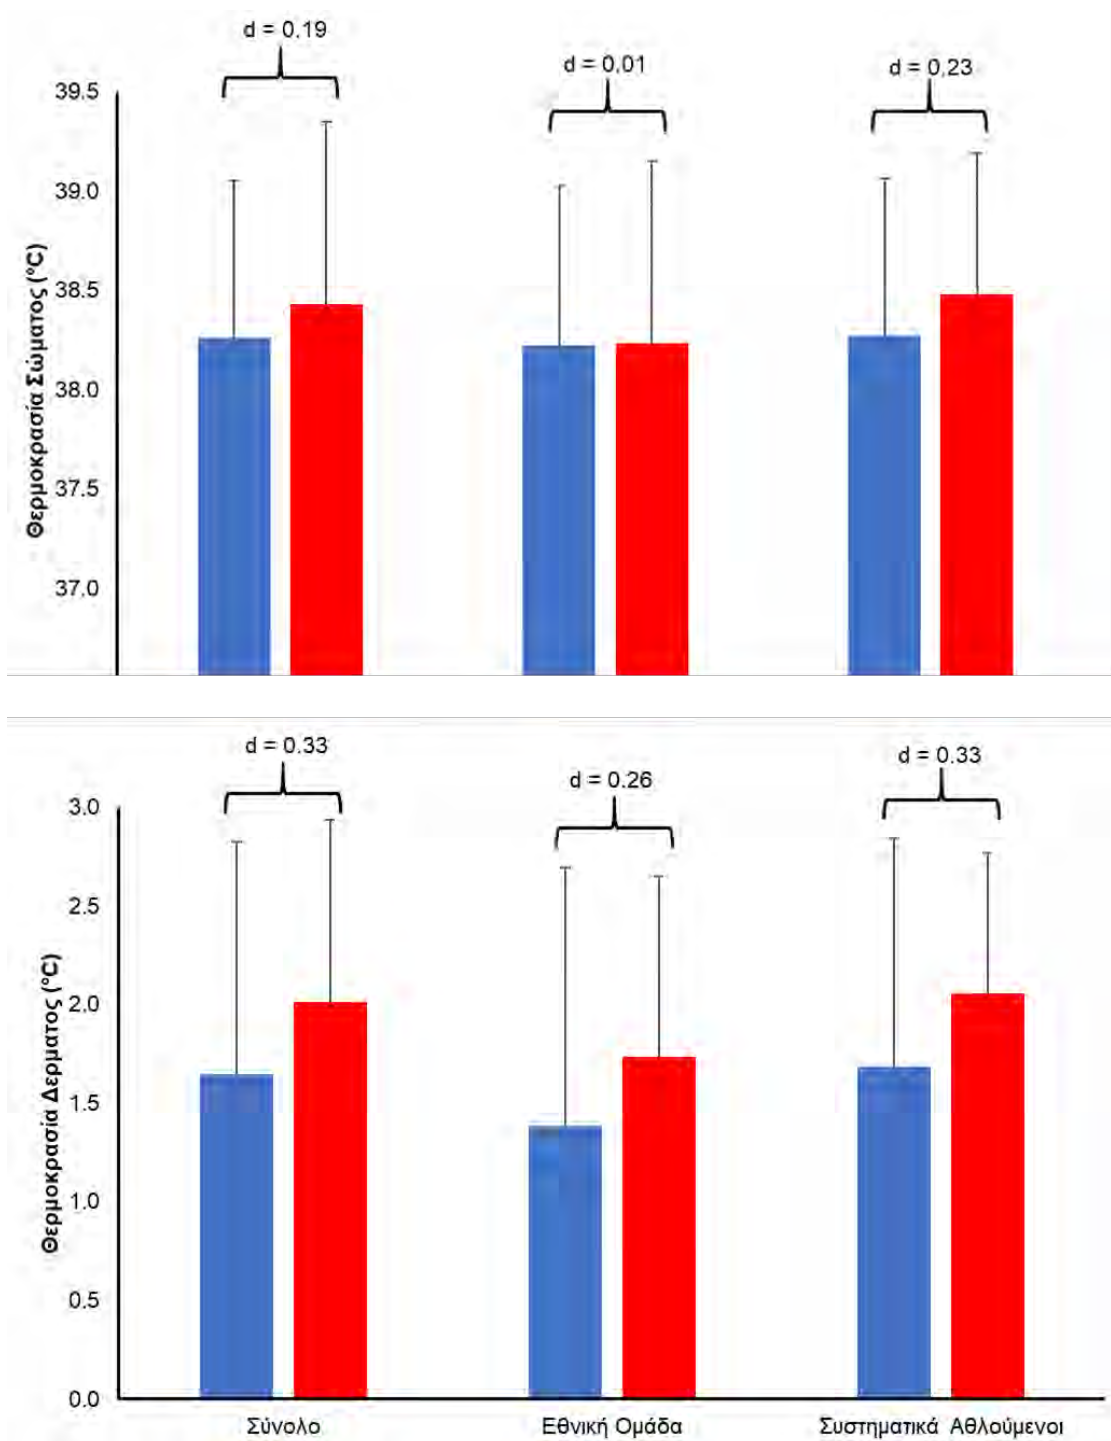 d = 0,19
d = 0,01
d = 0,23
39.5
39.0
38.5
38.0
37.5
37.0
Θερμοκρασία Σώματος (°C)
d = 0.33
d = 0.26
d = 0.33
3.0
2.5
2.0
1.5
1.0
0.5
0.0
Θερμοκρασία Δερματος (°C)
Σύνολο
Εθνική Ομάδα
Συστηματικά Αθλούμενοι